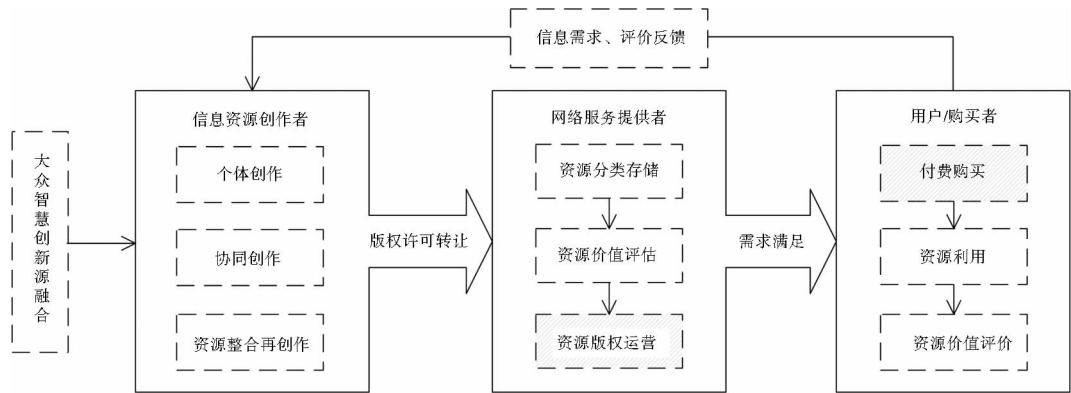 信息需求、评价反馈
大众智慧创新源融合
信息资源创作者
个体创作
协同创作
资源整合再创作
版权许可转让
网络服务提供者
资源分类存储
资源价值评估
资源版权运营
需求满足
用户/购买者
付费购买
资源利用
资源价值评价